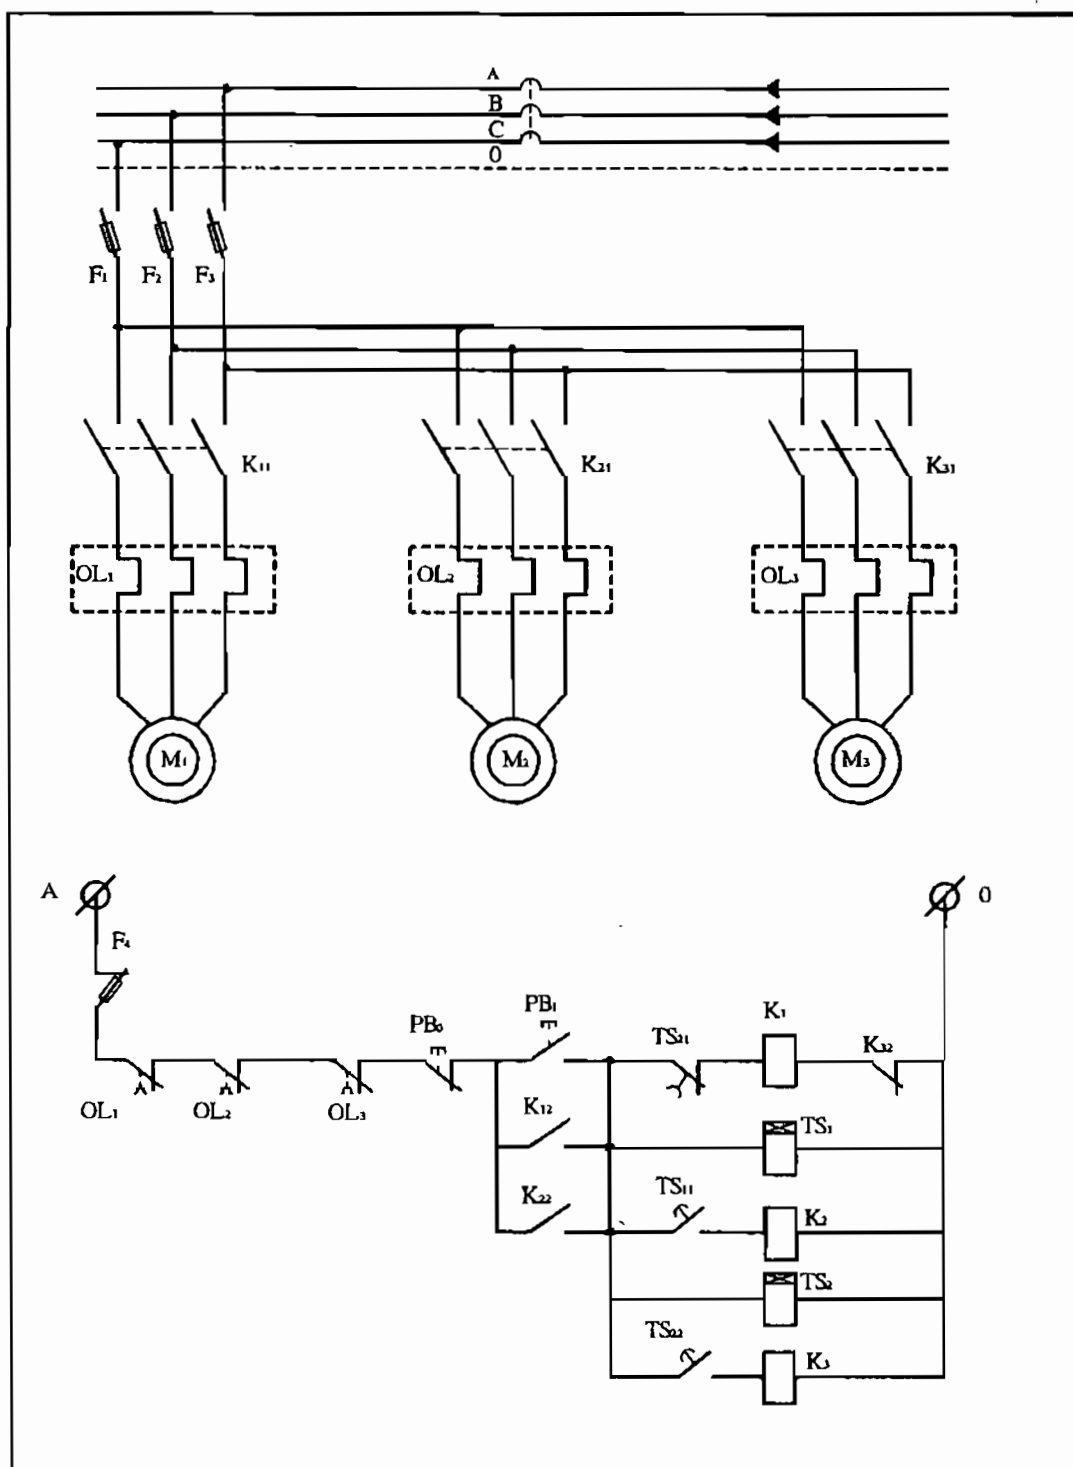 A
B
C
0
F₁ F₂ F₃
K₁₁ K₂₁ K₃₁
OL₁ OL₂ OL₃
M₁ M₂ M₃
A 0
F₄
PB₀ PB₁ TS₂₁ K₁ K₃₂
OL₁ OL₂ OL₃
K₁₂ TS₁
K₂₂ TS₁₁ K₂
TS₂
TS₂₂ K₃